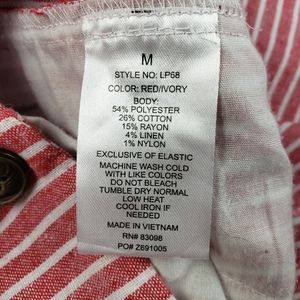 M
STYLE NO: LP68
COLOR: RED/IVORY
BODY:
54% POLYESTER
26% COTTON
15% RAYON
4% LINEN
1% NYLON
EXCLUSIVE OF ELASTIC
MACHINE WASH COLD
WITH LIKE COLORS
DO NOT BLEACH
TUMBLE DRY NORMAL
LOW HEAT
COOL IRON IF
NEEDED
MADE IN VIETNAM
RN# 83098
PO# Z691005